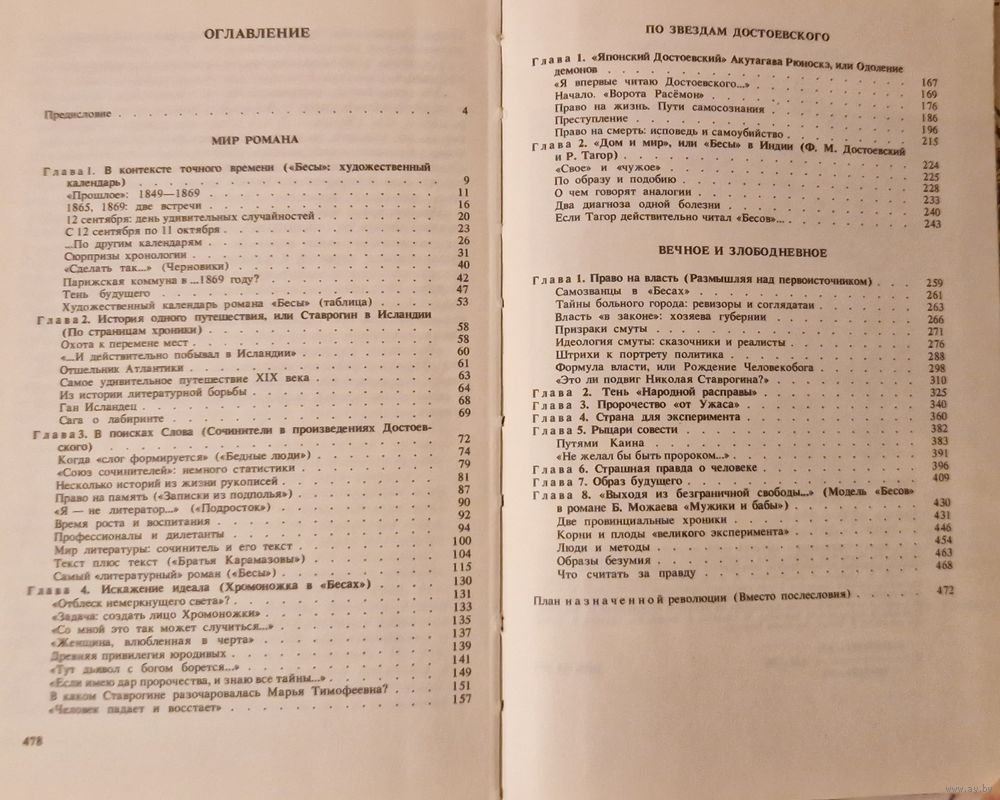 ОГЛАВЛЕНИЕ
Предисловие . . . . . . . . . . . . . . . . . . 4
МИР РОМАНА
Глава 1. В контексте точного времени («Бесы»: художественный
календарь) . . . . . . . . . . . . . . . . . . 9
«Прошлое»: 1849—1869 . . . . . . . . . . . . . 11
1865, 1869: две встречи . . . . . . . . . . . . . 16
12 сентября: день удивительных случайностей . . . . . . 20
С 12 сентября по 11 октября . . . . . . . . . . . . 23
...По другим календарям . . . . . . . . . . . . . 26
Сюрпризы хронологии . . . . . . . . . . . . . . 31
«Сделать так...» (Черновики) . . . . . . . . . . . 40
Парижская коммуна в ...1869 году? . . . . . . . . . 42
Тень будущего . . . . . . . . . . . . . . . . 47
Художественный календарь романа «Бесы» (таблица) . . . . 53
Глава 2. История одного путешествия, или Ставрогин в Исландии
(По страницам хроники) . . . . . . . . . . . . . 58
Охота к перемене мест . . . . . . . . . . . . . . 58
«...И действительно побывал в Исландии» . . . . . . . 60
Отшельник Атлантики . . . . . . . . . . . . . . 61
Самое удивительное путешествие XIX века . . . . . . . 63
Из истории литературной борьбы . . . . . . . . . . 64
Ган Исландец . . . . . . . . . . . . . . . . . 68
Сага о лабиринте . . . . . . . . . . . . . . . 69
Глава 3. В поисках Слова (Сочинители в произведениях Достоев-
ского) . . . . . . . . . . . . . . . . . . . 72
Когда «слог формируется» («Бедные люди») . . . . . . . 74
«Союз сочинителей»: немного статистики . . . . . . . . 79
Несколько историй из жизни рукописей . . . . . . . . 81
Право на память («Записки из подполья») . . . . . . . 87
«Я — не литератор...» («Подросток») . . . . . . . . . 90
Время роста и воспитания . . . . . . . . . . . . 92
Профессионалы и дилетанты . . . . . . . . . . . . 94
Мир литературы: сочинитель и его текст . . . . . . . . 100
Текст плюс текст («Братья Карамазовы») . . . . . . . . 104
Самый «литературный» роман («Бесы») . . . . . . . . 115
Глава 4. Искажение идеала (Хромоножка в «Бесах») . . . . . 130
«Отблеск немеркнущего света»? . . . . . . . . . . . 131
«Задача: создать лицо Хромоножки» . . . . . . . . . 133
«Со мной это так может случиться...» . . . . . . . . . 135
«Женщина, влюбленная в черта» . . . . . . . . . . 137
Древняя привилегия юродивых . . . . . . . . . . . 139
«Тут дьявол с богом борется...» . . . . . . . . . . . 141
«Если имею дар пророчества, и знаю все тайны...» . . . . . 149
В каком Ставрогине разочаровалась Марья Тимофеевна? . . . 151
«Человек падает и восстает» . . . . . . . . . . . . 157
478
ПО ЗВЕЗДАМ ДОСТОЕВСКОГО
Глава 1. «Японский Достоевский» Акутагава Рюноскэ, или Одоление
демонов . . . . . . . . . . . . . . . . . . . 167
«Я впервые читаю Достоевского...» . . . . . . . . . . 169
Начало. «Ворота Расёмон» . . . . . . . . . . . . . 176
Право на жизнь. Пути самосознания . . . . . . . . . 186
Преступление . . . . . . . . . . . . . . . . . 196
Право на смерть: исповедь и самоубийство . . . . . . . 215
Глава 2. «Дом и мир», или «Бесы» в Индии (Ф. М. Достоевский
и Р. Тагор) . . . . . . . . . . . . . . . . . . 224
«Свое» и «чужое» . . . . . . . . . . . . . . . 225
По образу и подобию . . . . . . . . . . . . . . 228
О чем говорят аналогии . . . . . . . . . . . . . 233
Два диагноза одной болезни . . . . . . . . . . . . 240
Если Тагор действительно читал «Бесов»... . . . . . . . 243
ВЕЧНОЕ И ЗЛОБОДНЕВНОЕ
Глава 1. Право на власть (Размышляя над первоисточником) . . . 259
Самозванцы в «Бесах» . . . . . . . . . . . . . . 261
Тайны больного города: ревизоры и соглядатаи . . . . . . 263
Власть «в законе»: хозяева губернии . . . . . . . . . 266
Призраки смуты . . . . . . . . . . . . . . . . 271
Идеология смуты: сказочники и реалисты . . . . . . . 276
Штрихи к портрету политика . . . . . . . . . . . 288
Формула власти, или Рождение Человекобога . . . . . . 298
«Это ли подвиг Николая Ставрогина?» . . . . . . . . 310
Глава 2. Тень «Народной расправы» . . . . . . . . . . 325
Глава 3. Пророчество «от Ужаса» . . . . . . . . . . . 340
Глава 4. Страна для эксперимента . . . . . . . . . . . 360
Глава 5. Рыцари совести . . . . . . . . . . . . . . 382
Путями Каина . . . . . . . . . . . . . . . . . 383
«Не желал бы быть пророком...» . . . . . . . . . . . 391
Глава 6. Страшная правда о человеке . . . . . . . . . . 396
Глава 7. Образ будущего . . . . . . . . . . . . . . 409
Глава 8. «Выходя из безграничной свободы...» (Модель «Бесов»
в романе Б. Можаева «Мужики и бабы») . . . . . . . . 430
Две провинциальные хроники . . . . . . . . . . . 431
Корни и плоды «великого эксперимента» . . . . . . . . 446
Люди и методы . . . . . . . . . . . . . . . . 454
Образы безумия . . . . . . . . . . . . . . . . 463
Что считать за правду . . . . . . . . . . . . . . 468
План назначенной революции (Вместо послесловия) . . . . . 472
www.ay.by